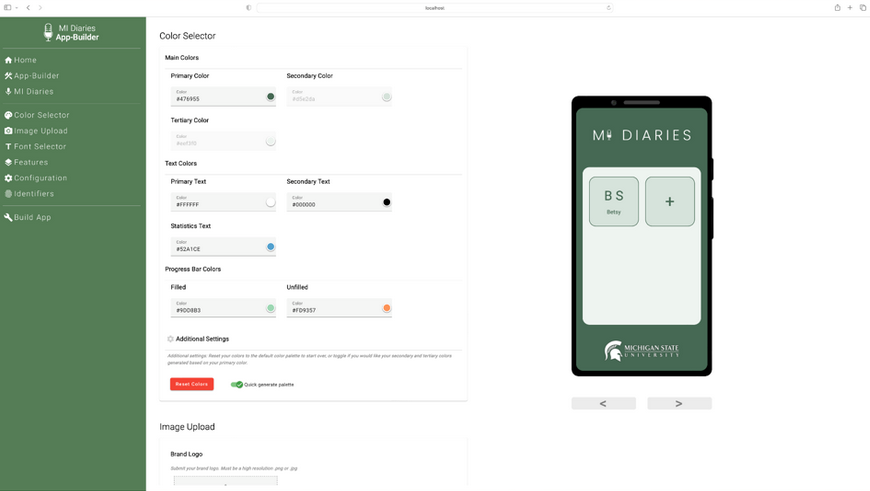 localhost
MI Diaries
App-Builder
Home
App-Builder
MI Diaries
Color Selector
Image Upload
Font Selector
Features
Configuration
Identifiers
Build App
Color Selector
Main Colors
Primary Color
Secondary Color
Color
#476955
Color
#d5e2da
Tertiary Color
Color
#eef3f0
Text Colors
Primary Text
Secondary Text
Color
#FFFFFF
Color
#000000
Statistics Text
Color
#52A1CE
Progress Bar Colors
Filled
Unfilled
Color
#9DD8B3
Color
#FD9357
Additional Settings
Additional settings: Reset your colors to the default color palette to start over, or toggle if you would like your secondary and tertiary colors
generated based on your primary color.
Reset Colors
Quick generate palette
Image Upload
Brand Logo
Submit your brand logo. Must be a high resolution .png or .jpg
MI DIARIES
B S
Betsy
+
MICHIGAN STATE
UNIVERSITY
<
>